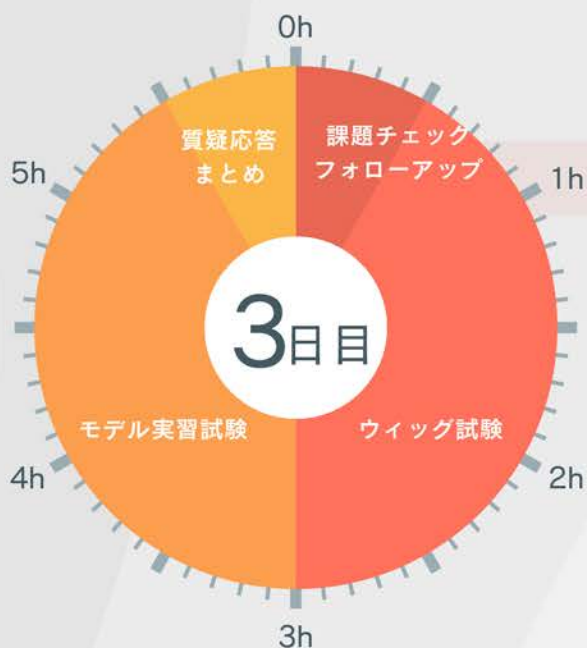 0h
質疑応答
まとめ
課題チェック
フォローアップ
5h
1h
3日目
モデル実習試験
ウィッグ試験
4h
2h
3h